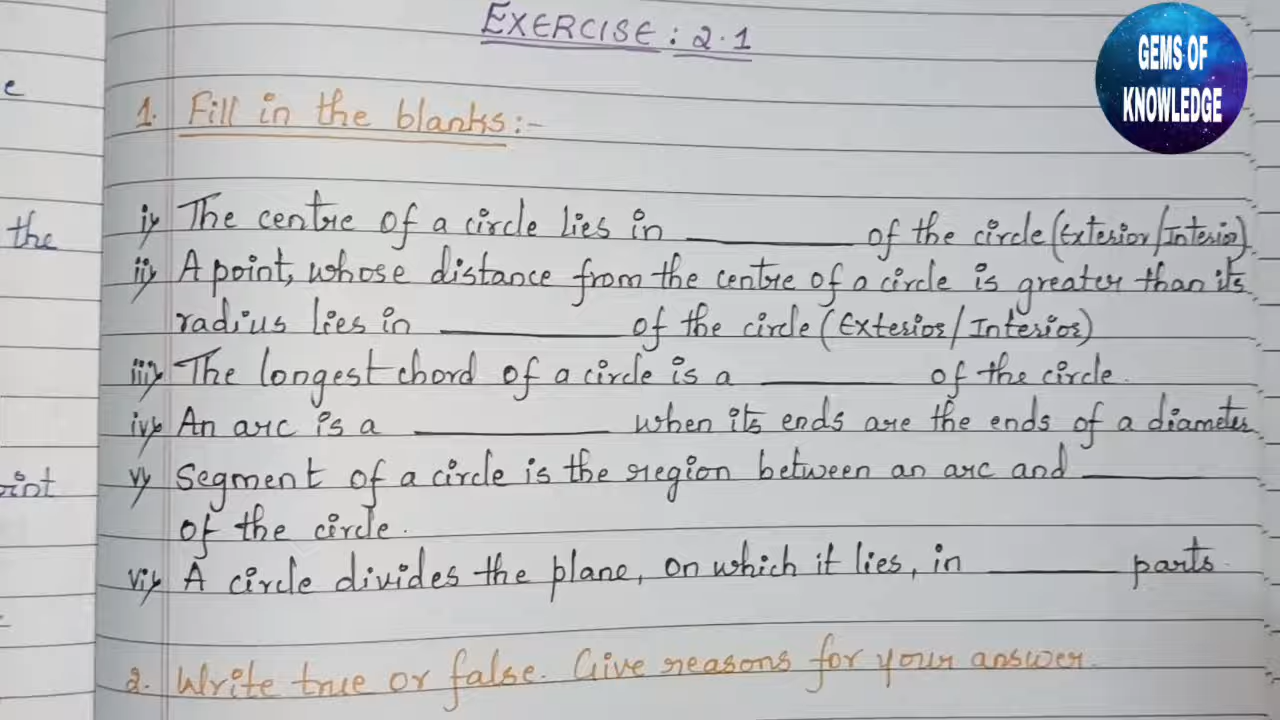 e
the
oint
EXERCISE : 2.1
GEMS OF
KNOWLEDGE
1. Fill in the blanks :-
i) The centre of a circle lies in ________ of the circle (Exterior/Interior)
ii) A point, whose distance from the centre of a circle is greater than its
radius lies in ________ of the circle (Exterior/Interior)
iii) The longest chord of a circle is a ________ of the circle.
iv) An arc is a ________ when its ends are the ends of a diameter
v) Segment of a circle is the region between an arc and ________
of the circle.
vi) A circle divides the plane, on which it lies, in ________ parts.
2. Write true or false. Give reasons for your answer.